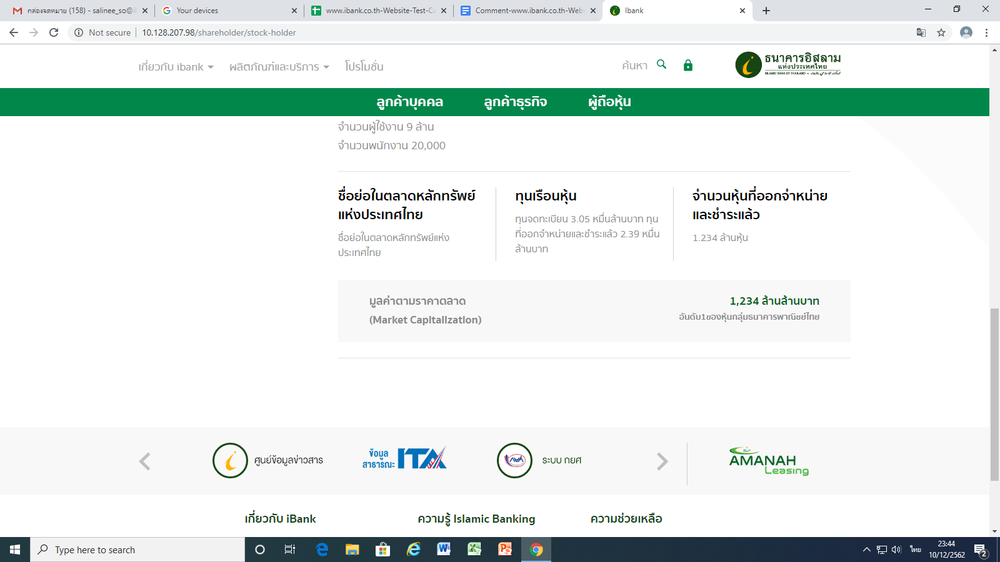 กล่องจดหมาย (158) - salinee_so@i
Your devices
www.ibank.co.th-Website-Test-Ca
Comment-www.ibank.co.th-Webs
Ibank
Not secure
10.128.207.98/shareholder/stock-holder
เกี่ยวกับ ibank
ผลิตภัณฑ์และบริการ
โปรโมชั่น
ค้นหา
ธนาคารอิสลาม
แห่งประเทศไทย
ISLAMIC BANK OF THAILAND
ลูกค้าบุคคล
ลูกค้าธุรกิจ
ผู้ถือหุ้น
จำนวนผู้ใช้งาน 9 ล้าน
จำนวนพนักงาน 20,000
ชื่อย่อในตลาดหลักทรัพย์
แห่งประเทศไทย
ชื่อย่อในตลาดหลักทรัพย์แห่ง
ประเทศไทย
ทุนเรือนหุ้น
ทุนจดทะเบียน 3.05 หมื่นล้านบาท ทุน
ที่ออกจำหน่ายและชำระแล้ว 2.39 หมื่น
ล้านบาท
จำนวนหุ้นที่ออกจำหน่าย
และชำระแล้ว
1.234 ล้านหุ้น
มูลค่าตามราคาตลาด
(Market Capitalization)
1,234 ล้านล้านบาท
อันดับ1ของหุ้นกลุ่มธนาคารพาณิชย์ไทย
ศูนย์ข้อมูลข่าวสาร
ข้อมูล
สาธารณะ ITA
ระบบ กยศ
AMANAH
Leasing
เกี่ยวกับ iBank
ความรู้ Islamic Banking
ความช่วยเหลือ
Type here to search
ไทย
23:44
10/12/2562
2